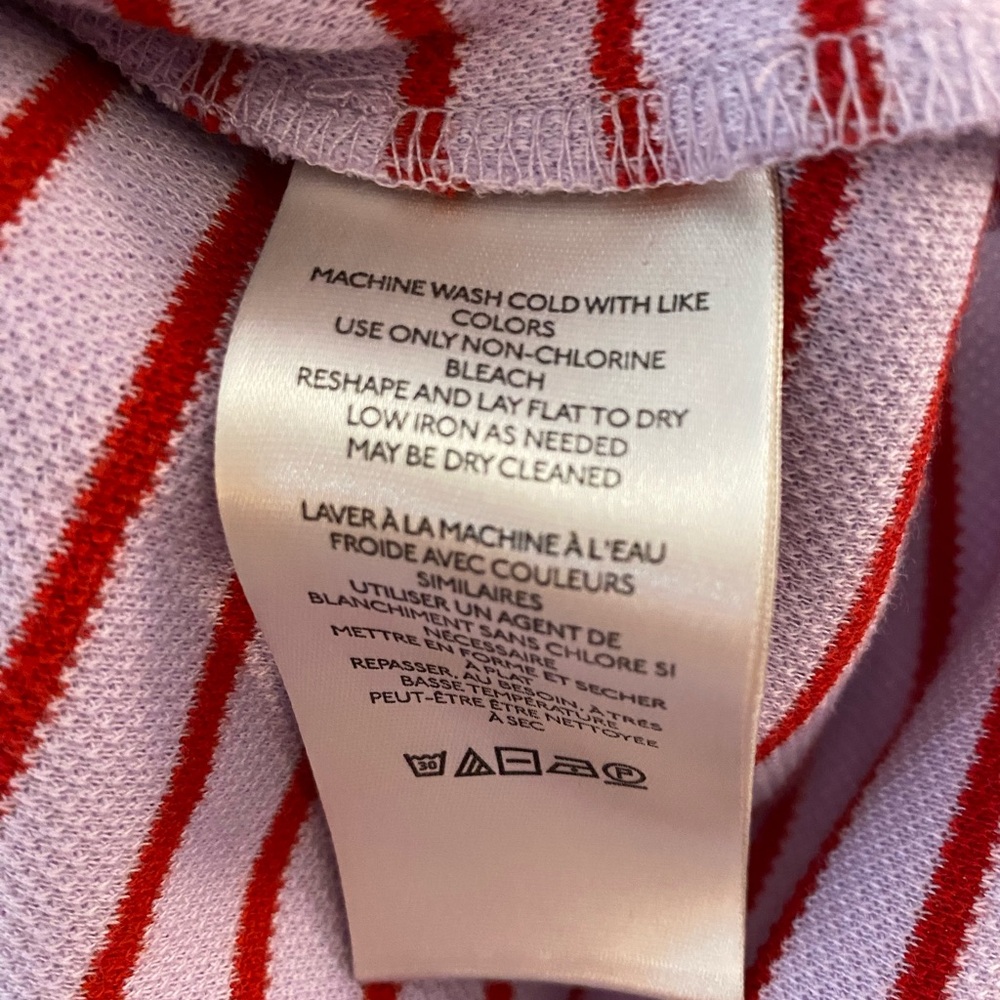 MACHINE WASH COLD WITH LIKE
COLORS
USE ONLY NON-CHLORINE
BLEACH
RESHAPE AND LAY FLAT TO DRY
LOW IRON AS NEEDED
MAY BE DRY CLEANED
LAVER À LA MACHINE À L'EAU
FROIDE AVEC COULEURS
SIMILAIRES
UTILISER UN AGENT DE
BLANCHIMENT SANS CHLORE SI
NÉCESSAIRE
METTRE EN FORME ET SECHER
À PLAT
REPASSER, AU BESOIN, À TRÈS
BASSE TEMPÉRATURE
PEUT-ÊTRE ÊTRE NETTOYÉE
À SEC
30 P